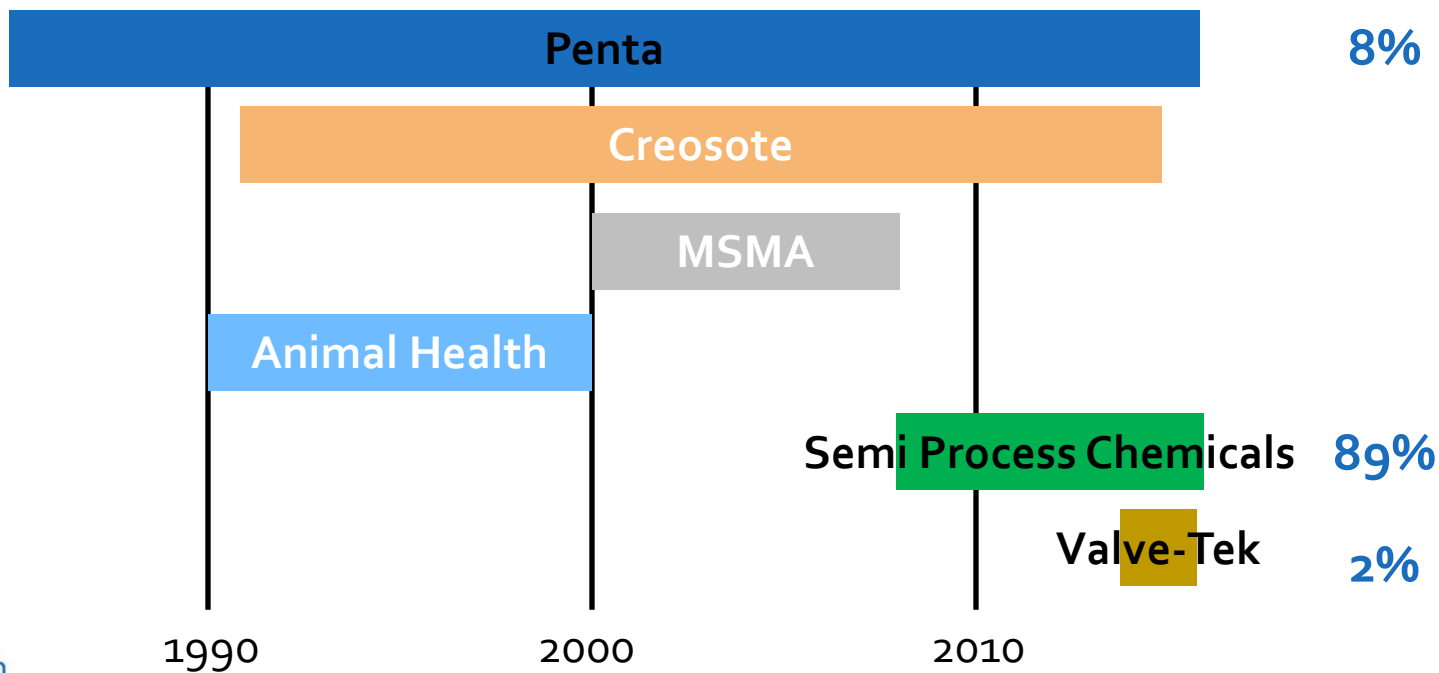 Penta 8%
Creosote
MSMA
Animal Health
Semi Process Chemicals 89%
Valve-Tek 2%
1990 2000 2010